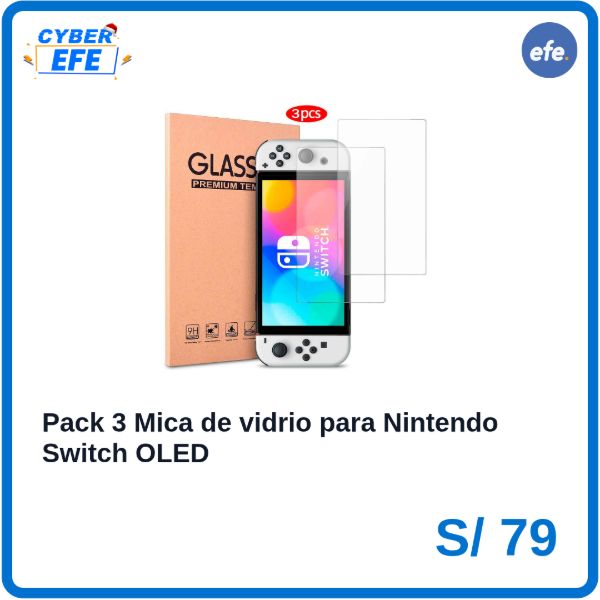 CYBER
EFE
efe.
3pcs
GLASS
PREMIUM TEM
9H
NINTENDO
SWITCH
Pack 3 Mica de vidrio para Nintendo
Switch OLED
S/ 79